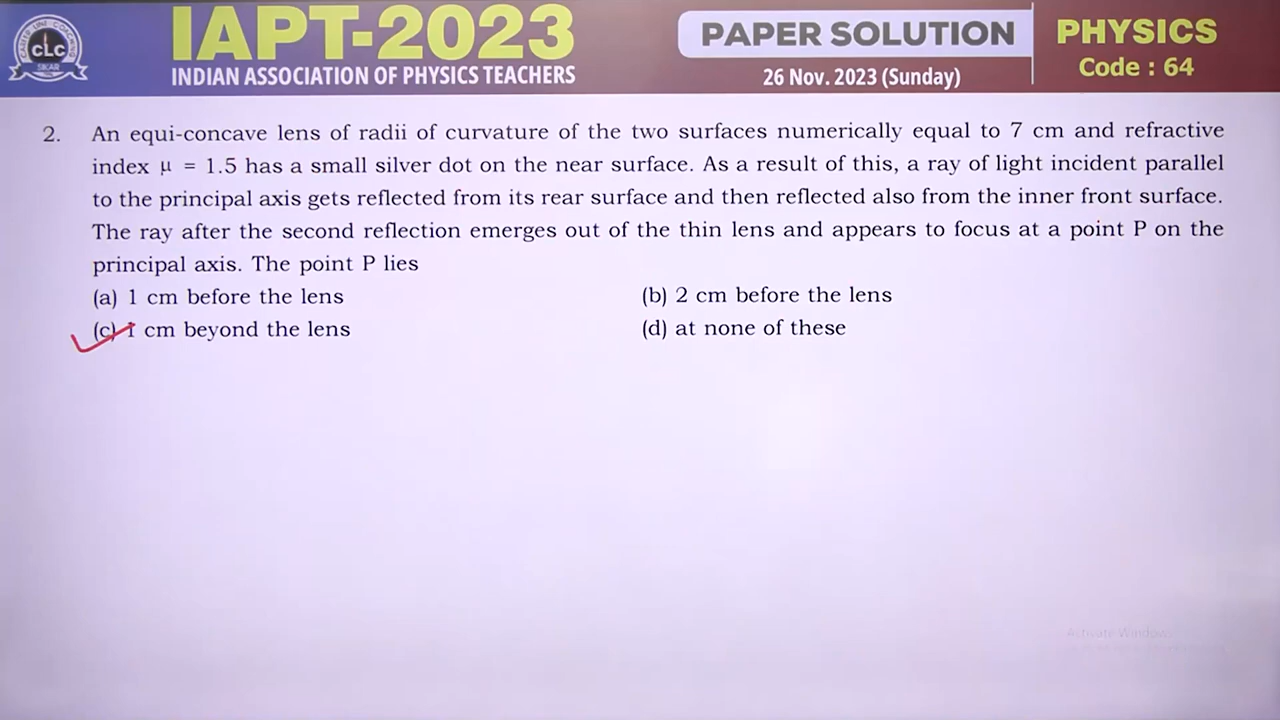 IAPT-2023
INDIAN ASSOCIATION OF PHYSICS TEACHERS
PAPER SOLUTION
26 Nov. 2023 (Sunday)
PHYSICS
Code : 64
CLC
SIKAR
2. An equi-concave lens of radii of curvature of the two surfaces numerically equal to 7 cm and refractive
index μ = 1.5 has a small silver dot on the near surface. As a result of this, a ray of light incident parallel
to the principal axis gets reflected from its rear surface and then reflected also from the inner front surface.
The ray after the second reflection emerges out of the thin lens and appears to focus at a point P on the
principal axis. The point P lies
(a) 1 cm before the lens
(b) 2 cm before the lens
(c) 1 cm beyond the lens
(d) at none of these
Activate Windows